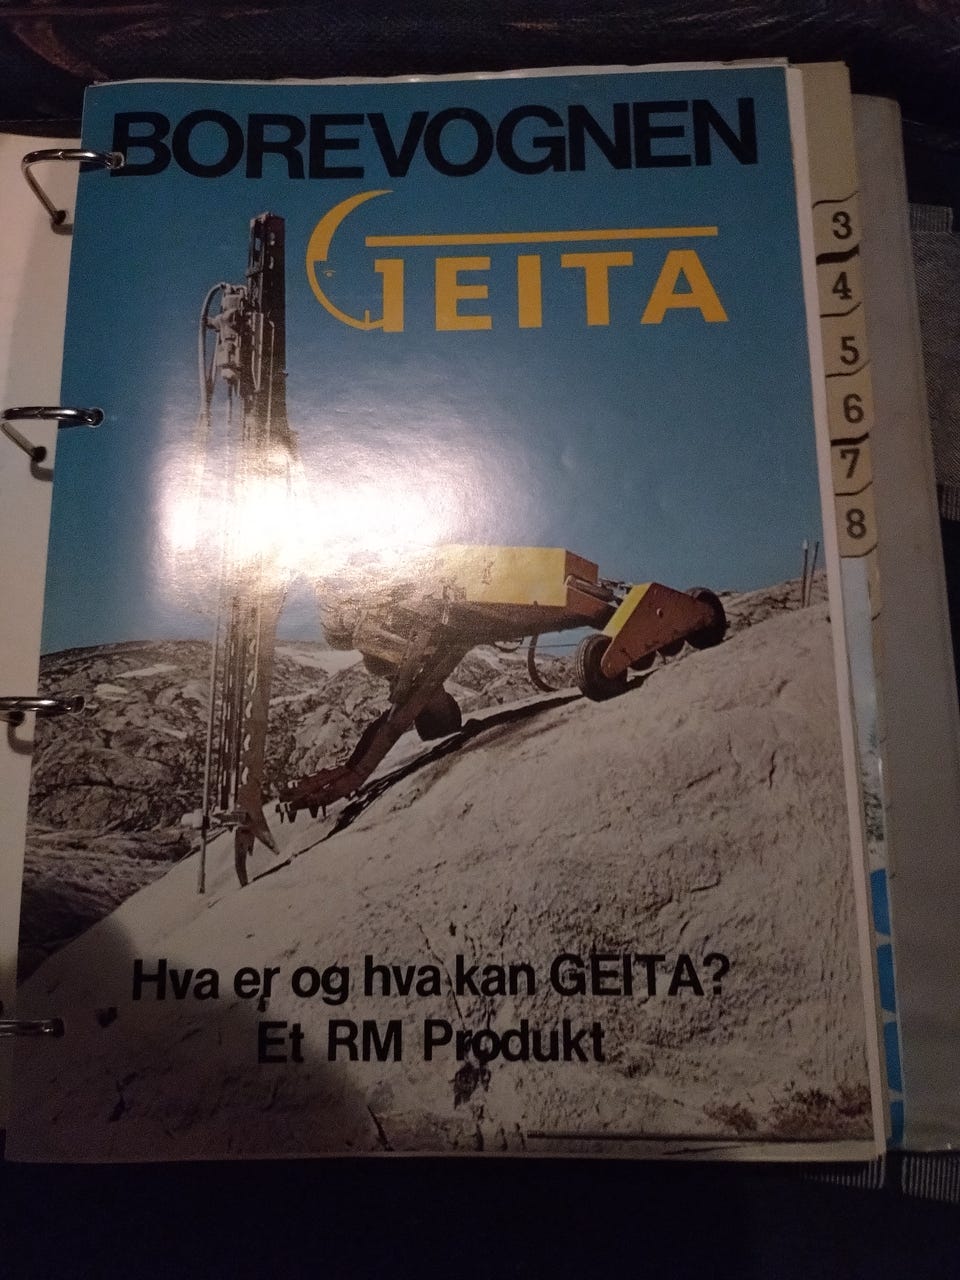 BOREVOGNEN
GEITA
3
4
5
6
7
8
Hva er og hva kan GEITA?
Et RM Produkt